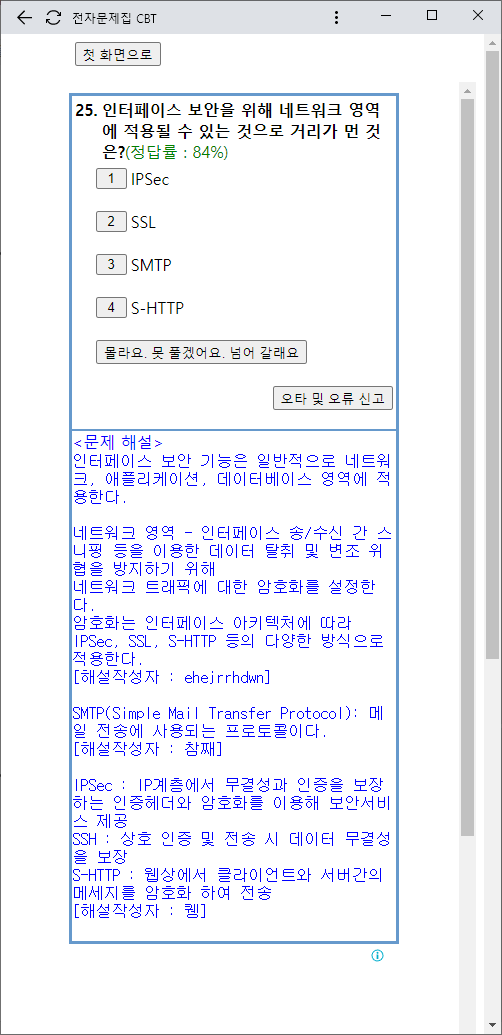 전자문제집 CBT
첫 화면으로
25. 인터페이스 보안을 위해 네트워크 영역
에 적용될 수 있는 것으로 거리가 먼 것
은?(정답률 : 84%)
1 IPSec
2 SSL
3 SMTP
4 S-HTTP
몰라요. 못 풀겠어요. 넘어 갈래요
오타 및 오류 신고
<문제 해설>
인터페이스 보안 기능은 일반적으로 네트워
크, 애플리케이션, 데이터베이스 영역에 적
용한다.
네트워크 영역 - 인터페이스 송/수신 간 스
니핑 등을 이용한 데이터 탈취 및 변조 위
협을 방지하기 위해
네트워크 트래픽에 대한 암호화를 설정한
다.
암호화는 인터페이스 아키텍처에 따라
IPSec, SSL, S-HTTP 등의 다양한 방식으로
적용한다.
[해설작성자 : ehejrrhdwn]
SMTP(Simple Mail Transfer Protocol): 메
일 전송에 사용되는 프로토콜이다.
[해설작성자 : 참째]
IPSec : IP계층에서 무결성과 인증을 보장
하는 인증헤더와 암호화를 이용해 보안서비
스 제공
SSH : 상호 인증 및 전송 시 데이터 무결성
을 보장
S-HTTP : 웹상에서 클라이언트와 서버간의
메세지를 암호화 하여 전송
[해설작성자 : 웽]